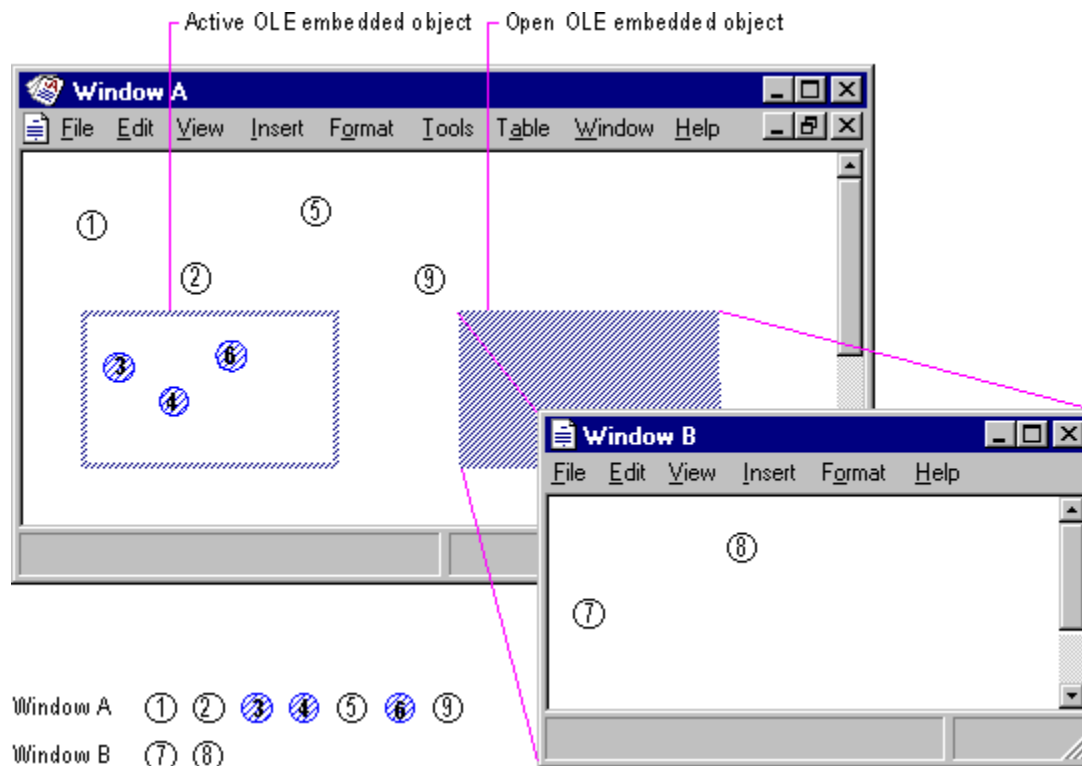 Active OLE embedded object Open OLE embedded object
Window A
File Edit View Insert Format Tools Table Window Help
1 5
2 9
3 6
4
Window B
File Edit View Insert Format Help
8
7
Window A 1 2 3 4 5 6 9
Window B 7 8